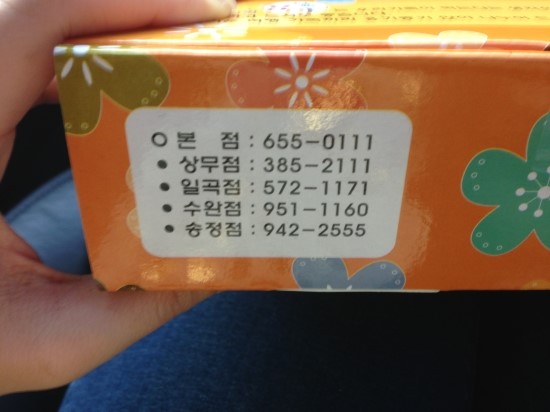 ○ 본 점 : 655-0111
● 상무점 : 385-2111
● 일곡점 : 572-1171
● 수완점 : 951-1160
● 송정점 : 942-2555